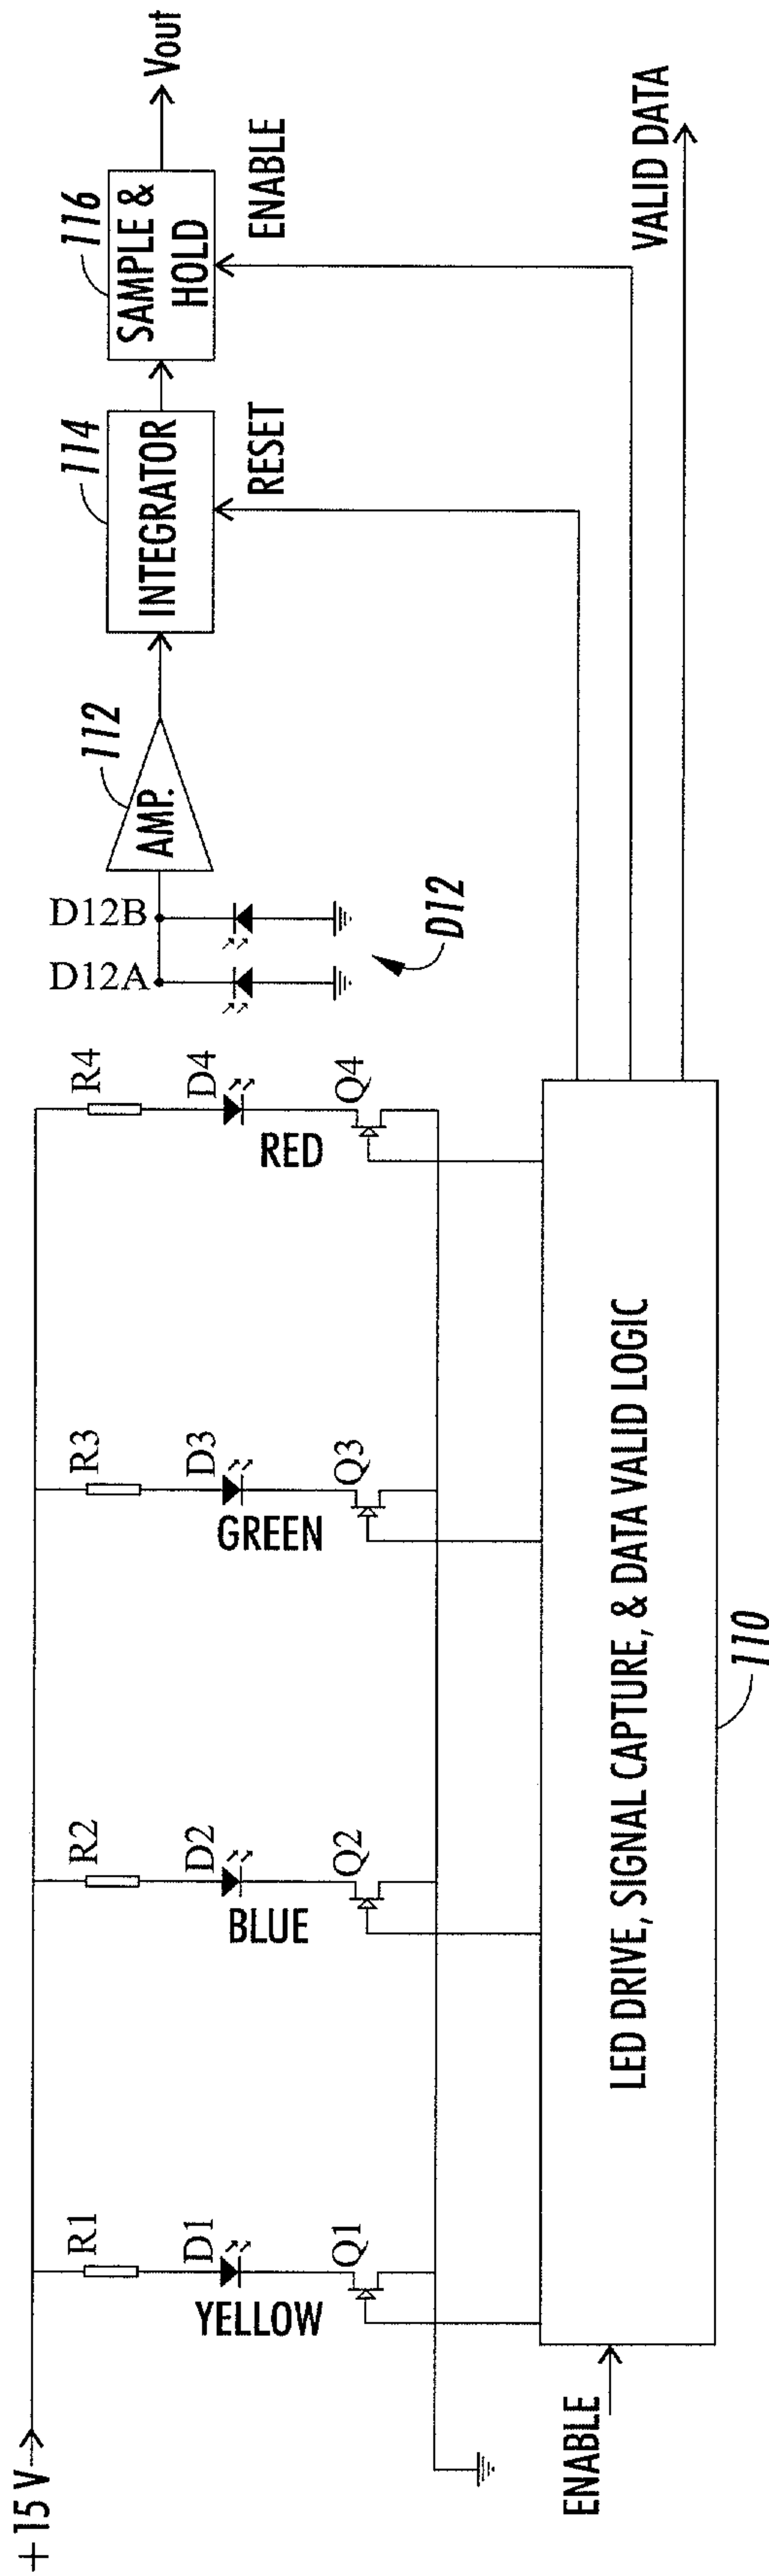 +15 V
R1
D1
YELLOW
Q1
R2
D2
BLUE
Q2
R3
D3
GREEN
Q3
R4
D4
RED
Q4
D12A
D12B
D12
AMP.
112
INTEGRATOR
114
RESET
SAMPLE &
HOLD
116
ENABLE
Vout
ENABLE
LED DRIVE, SIGNAL CAPTURE, & DATA VALID LOGIC
110
VALID DATA